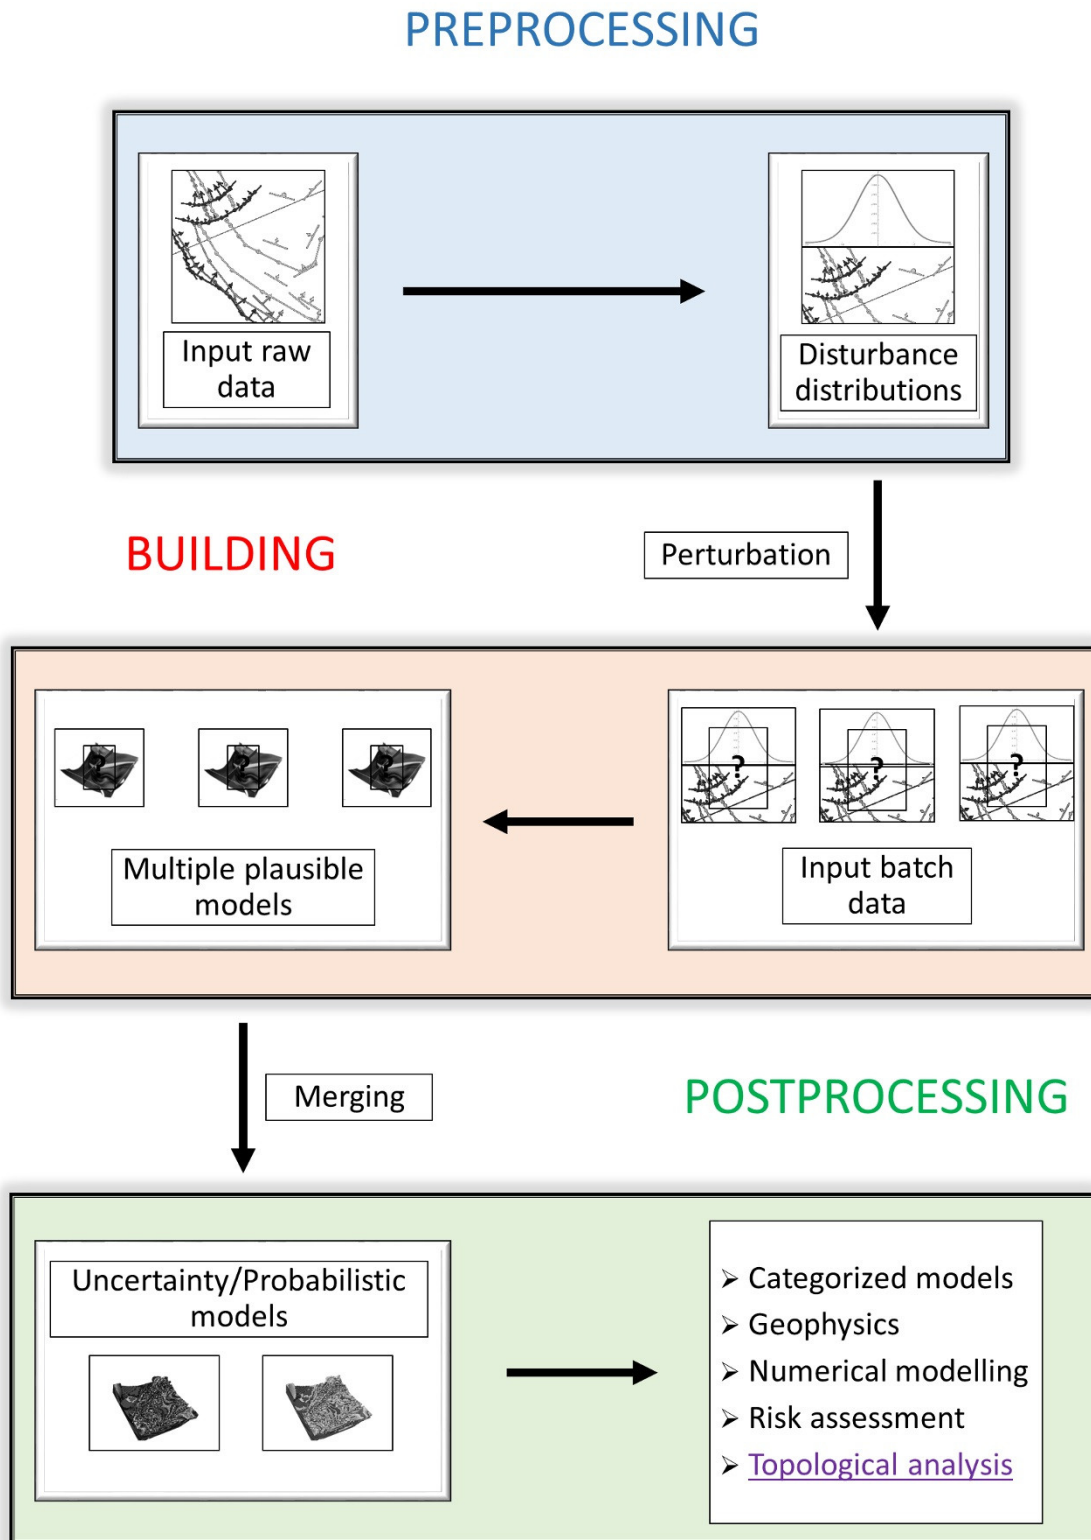 PREPROCESSING
Input raw
data
Disturbance
distributions
BUILDING
Perturbation
? ? ?
Multiple plausible
models
? ? ?
Input batch
data
Merging
POSTPROCESSING
Uncertainty/Probabilistic
models
➢ Categorized models
➢ Geophysics
➢ Numerical modelling
➢ Risk assessment
➢ Topological analysis